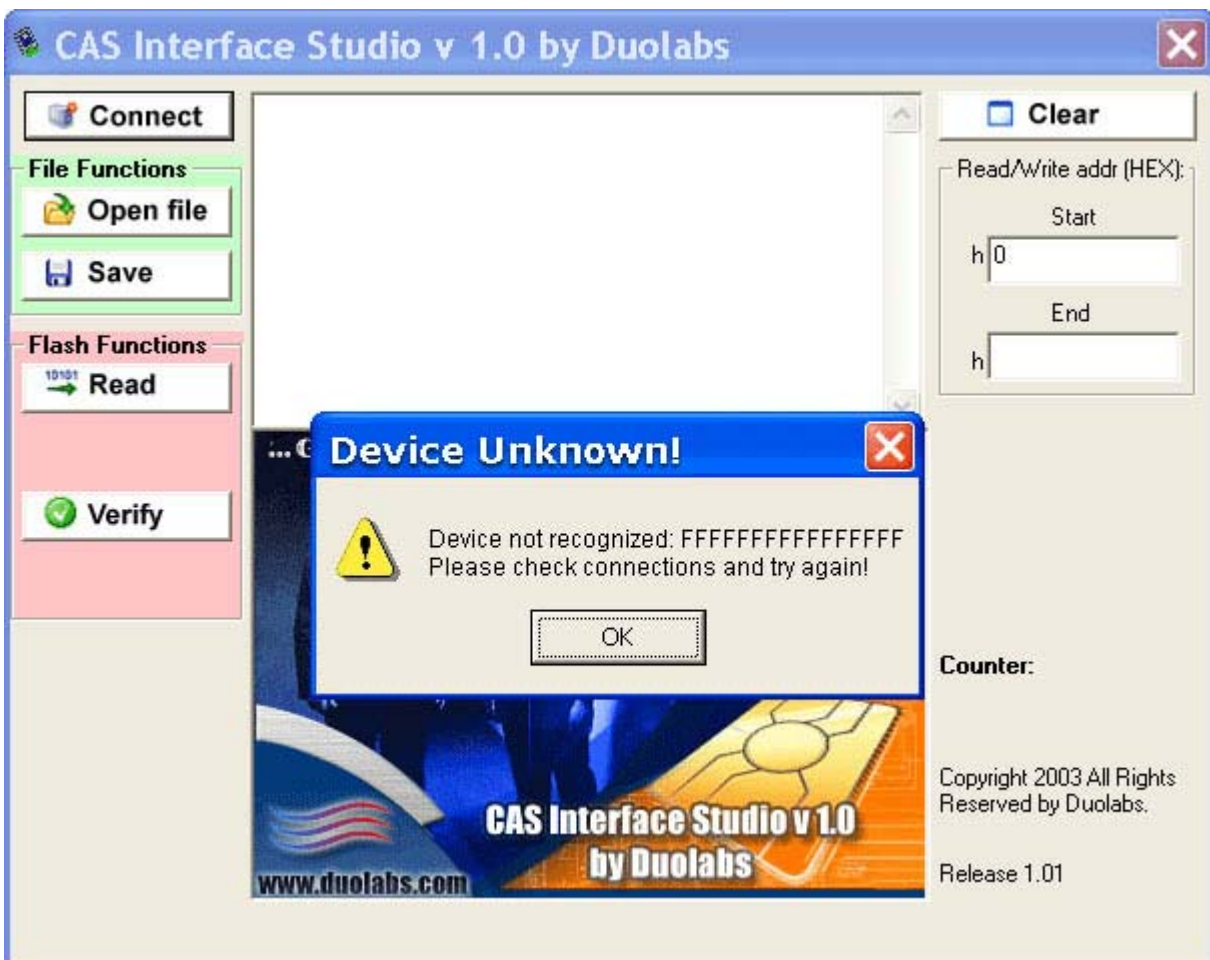 CAS Interface Studio v 1.0 by Duolabs
Connect
Clear
File Functions
Open file
Save
Read/Write addr (HEX):
Start
h 0
End
h
Flash Functions
10101
Read
Verify
Device Unknown!
Device not recognized: FFFFFFFFFFFFFFFF
Please check connections and try again!
OK
Counter:
Copyright 2003 All Rights
Reserved by Duolabs.
Release 1.01
CAS Interface Studio v 1.0
by Duolabs
www.duolabs.com